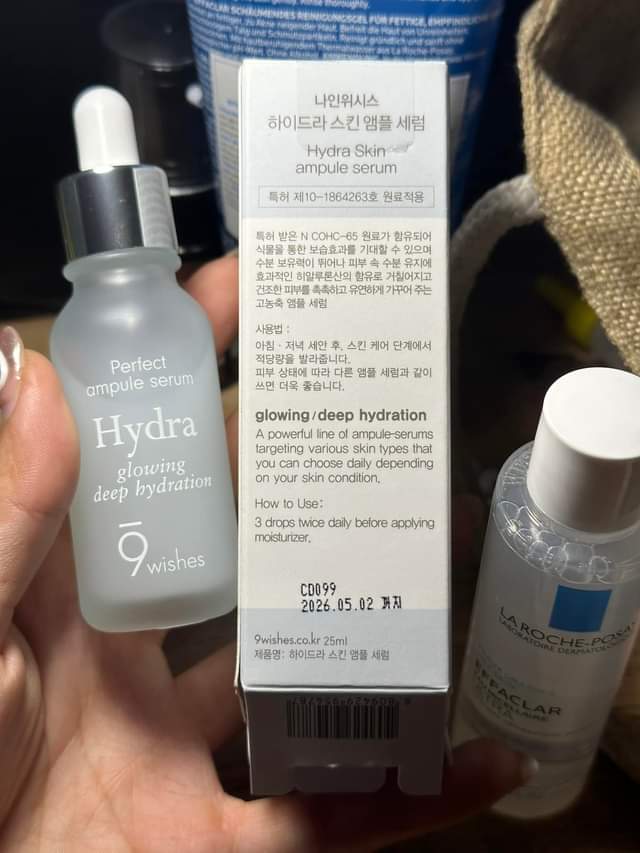 SCHÄUMENDES REINIGUNGSGEL FÜR FETTIGE, EMPFINDLICHE
나인위시스
하이드라 스킨 앰플 세럼
Hydra Skin
ampule serum
특허 제10-1864263호 원료적용
특허 받은 N COHC-65 원료가 함유되어
식물을 통한 보습효과를 기대할 수 있으며
수분 보유력이 뛰어나 피부 속 수분 유지에
효과적인 히알루론산의 함유로 거칠어지고
건조한 피부를 촉촉하고 유연하게 가꾸어 주는
고농축 앰플 세럼
사용법 :
아침 · 저녁 세안 후, 스킨 케어 단계에서
적당량을 발라줍니다.
피부 상태에 따라 다른 앰플 세럼과 같이
쓰면 더욱 좋습니다.
glowing/deep hydration
A powerful line of ampule-serums
targeting various skin types that
you can choose daily depending
on your skin condition.
How to Use:
3 drops twice daily before applying
moisturizer.
CD099
2026.05.02 까지
9wishes.co.kr 25ml
제품명: 하이드라 스킨 앰플 세럼
Perfect
ampule serum
Hydra
glowing
deep hydration
9wishes
LA ROCHE-POSAY
LABORATOIRE DERMATOLOGIQUE
EFFACLAR